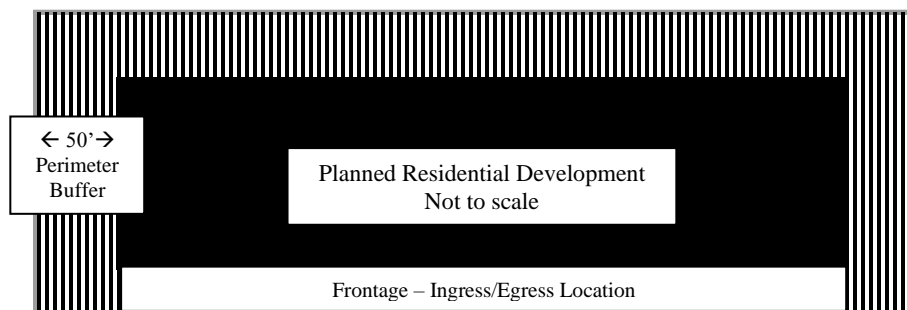 ← 50’→
Perimeter
Buffer
Planned Residential Development
Not to scale
Frontage – Ingress/Egress Location